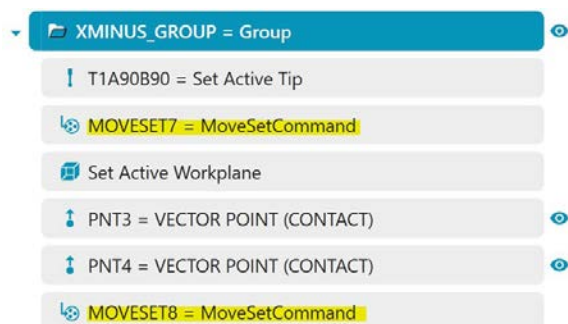 XMINUS_GROUP = Group
T1A90B90 = Set Active Tip
MOVESET7 = MoveSetCommand
Set Active Workplane
PNT3 = VECTOR POINT (CONTACT)
PNT4 = VECTOR POINT (CONTACT)
MOVESET8 = MoveSetCommand